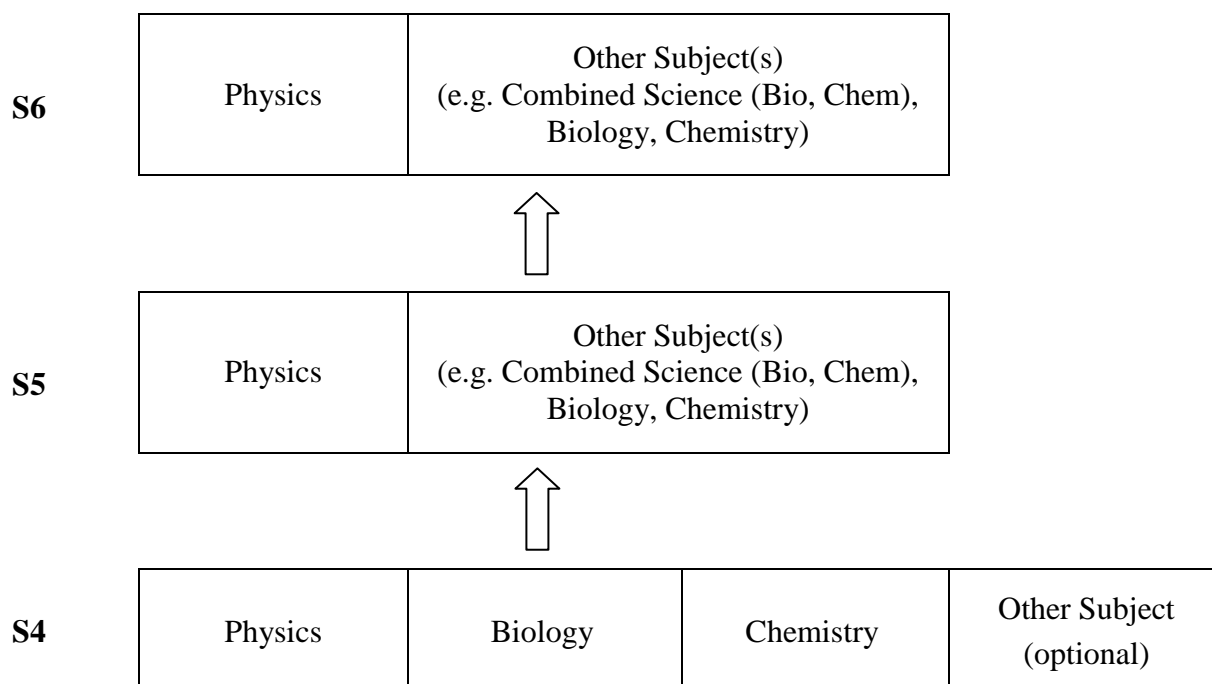 S6
Physics
Other Subject(s)
(e.g. Combined Science (Bio, Chem),
Biology, Chemistry)
S5
Physics
Other Subject(s)
(e.g. Combined Science (Bio, Chem),
Biology, Chemistry)
S4
Physics
Biology
Chemistry
Other Subject
(optional)